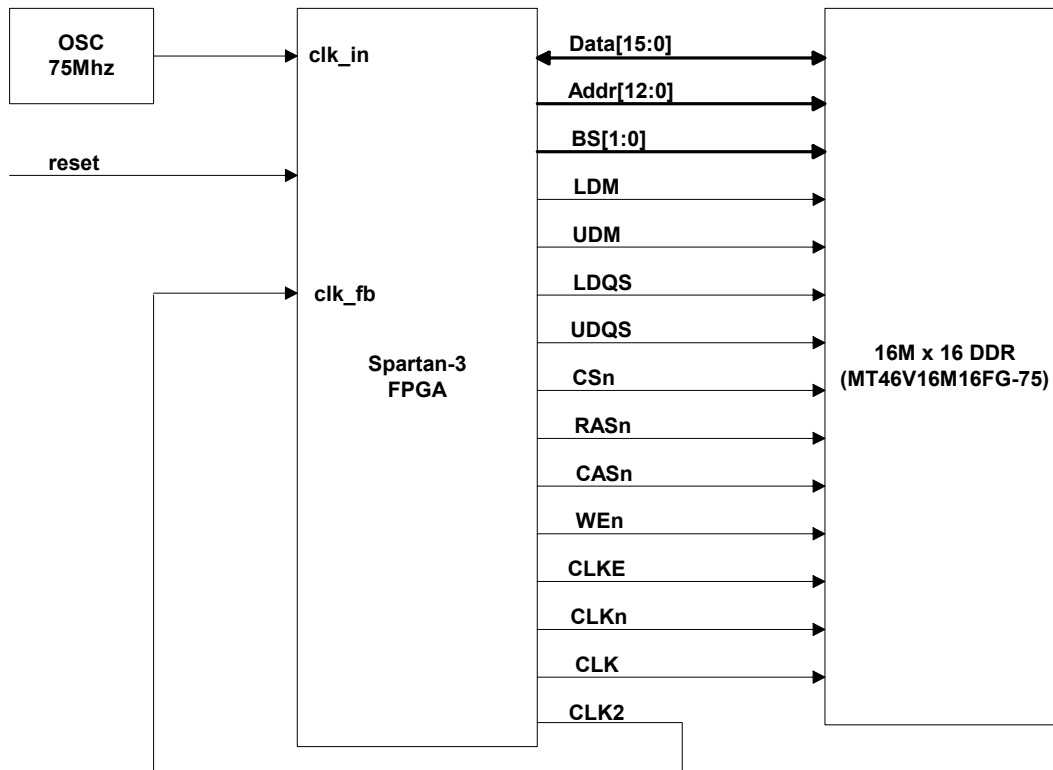 OSC
75Mhz
clk_in
reset
clk_fb
Spartan-3
FPGA
Data[15:0]
Addr[12:0]
BS[1:0]
LDM
UDM
LDQS
UDQS
CSn
RASn
CASn
WEn
CLKE
CLKn
CLK
CLK2
16M x 16 DDR
(MT46V16M16FG-75)